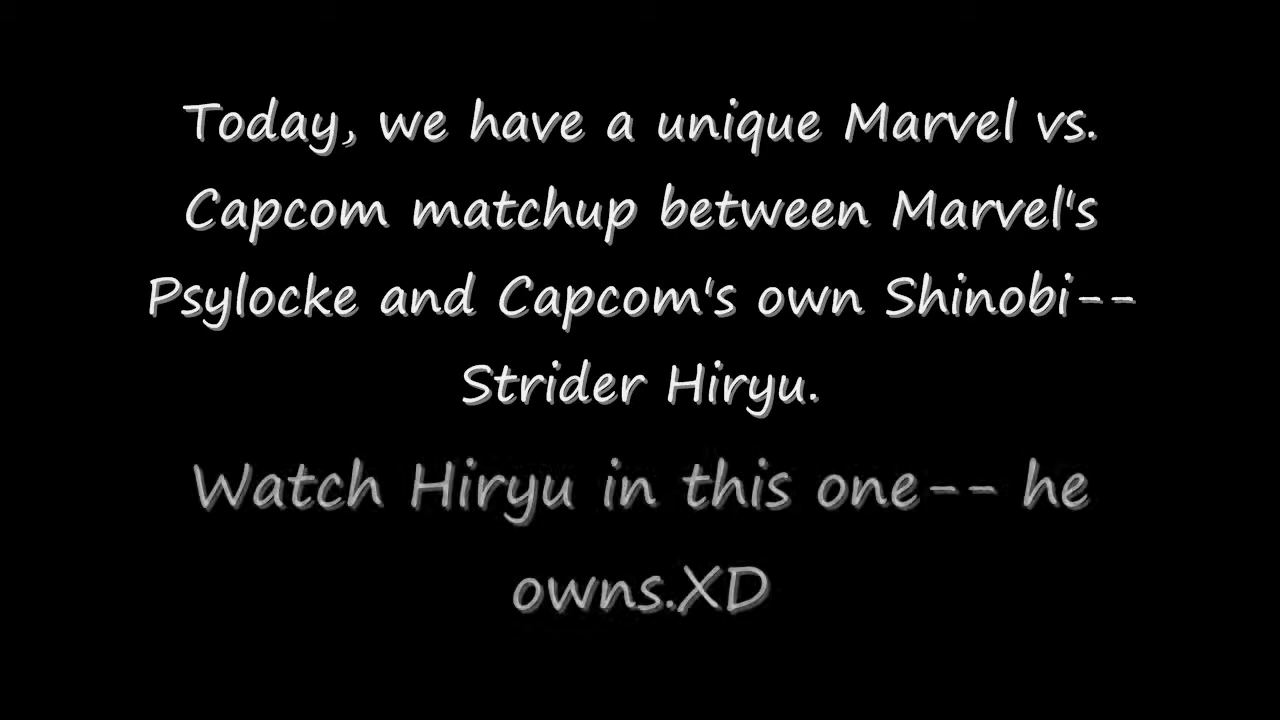 Today, we have a unique Marvel vs.
Capcom matchup between Marvel's
Psylocke and Capcom's own Shinobi--
Strider Hiryu.
Watch Hiryu in this one-- he
owns.XD